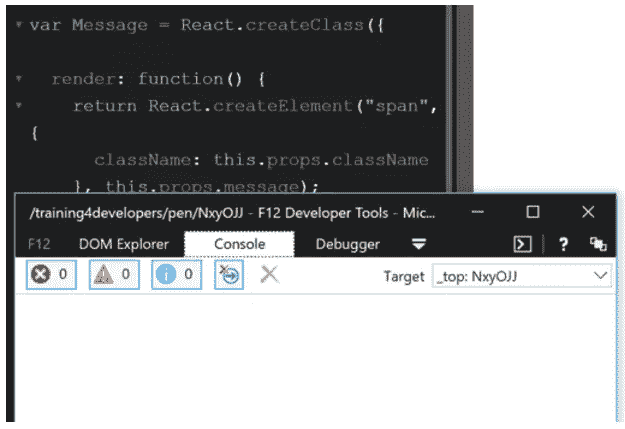 var Message = React.createClass({
render: function() {
return React.createElement("span",
{
className: this.props.className
}, this.props.message);
/training4developers/pen/NxyOJJ - F12 Developer Tools - Mic...
F12 DOM Explorer Console Debugger ?
0 0 0 Target _top: NxyOJJ